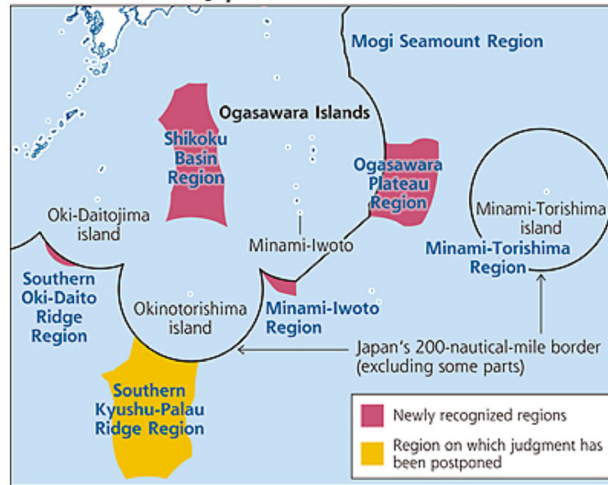 Mogi Seamount Region
Ogasawara Islands
Shikoku
Basin
Region
Ogasawara
Plateau
Region
Oki-Daitojima
island
Minami-Iwoto
Minami-Torishima
island
Minami-Torishima
Region
Southern
Oki-Daito
Ridge
Region
Okinotorishima
island
Minami-Iwoto
Region
Japan's 200-nautical-mile border
(excluding some parts)
Southern
Kyushu-Palau
Ridge Region
Newly recognized regions
Region on which judgment has
been postponed